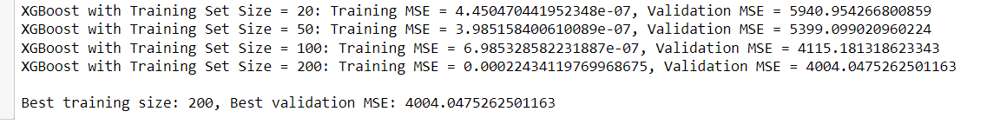 XGBoost with Training Set Size = 20: Training MSE = 4.450470441952348e-07, Validation MSE = 5940.954266800859
XGBoost with Training Set Size = 50: Training MSE = 3.985158400610089e-07, Validation MSE = 5399.099020960224
XGBoost with Training Set Size = 100: Training MSE = 6.985328582231887e-07, Validation MSE = 4115.181318623343
XGBoost with Training Set Size = 200: Training MSE = 0.00022434119769968675, Validation MSE = 4004.0475262501163
Best training size: 200, Best validation MSE: 4004.0475262501163